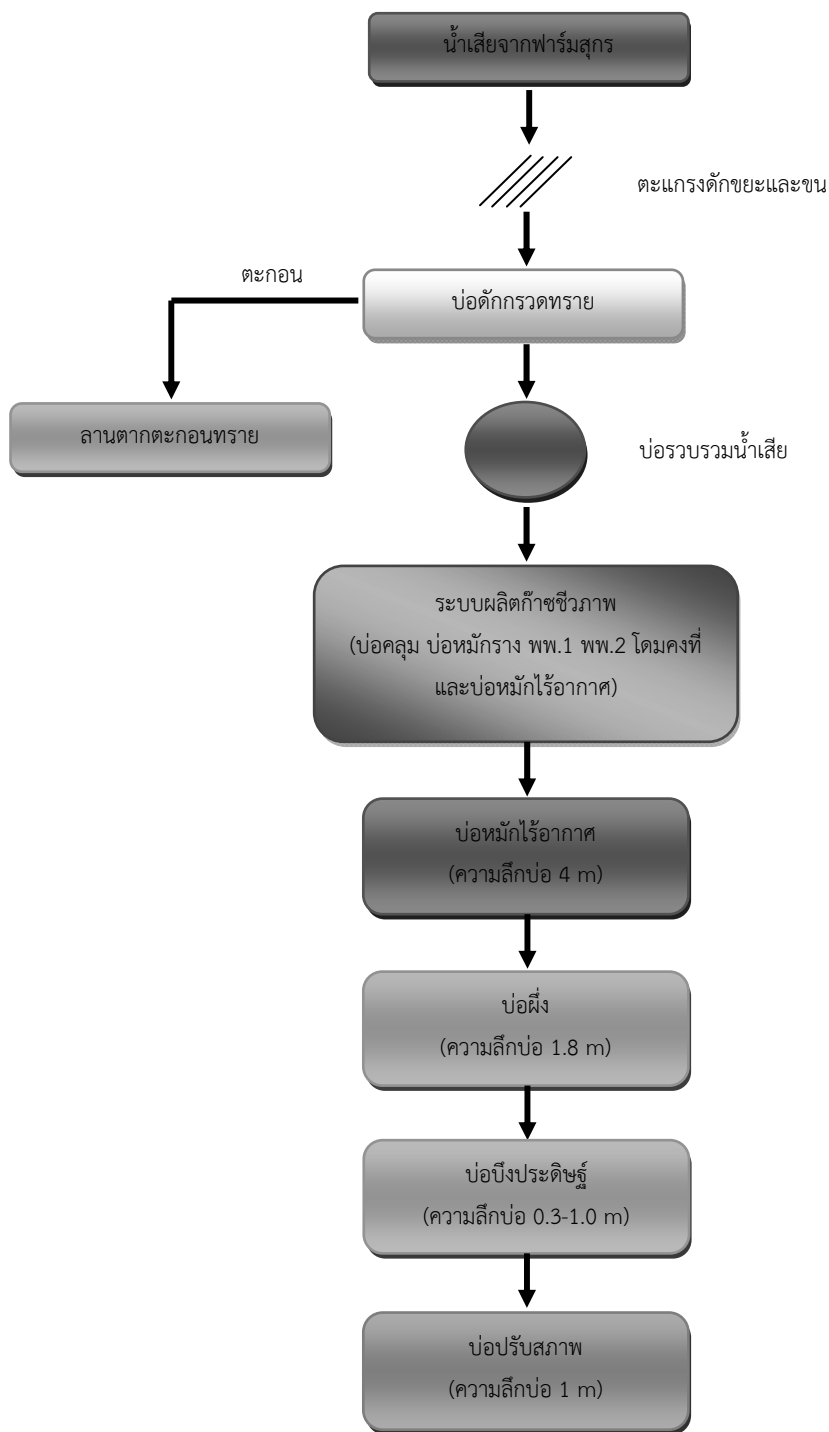 น้ำเสียจากฟาร์มสุกร
ตะแกรงดักขยะและขน
ตะกอน
บ่อดักกรวดทราย
ลานตากตะกอนทราย
บ่อรวบรวมน้ำเสีย
ระบบผลิตก๊าซชีวภาพ
(บ่อคลุม บ่อหมักราง พพ.1 พพ.2 โดมคงที่
และบ่อหมักไร้อากาศ)
บ่อหมักไร้อากาศ
(ความลึกบ่อ 4 m)
บ่อผึ่ง
(ความลึกบ่อ 1.8 m)
บ่อบึงประดิษฐ์
(ความลึกบ่อ 0.3-1.0 m)
บ่อปรับสภาพ
(ความลึกบ่อ 1 m)